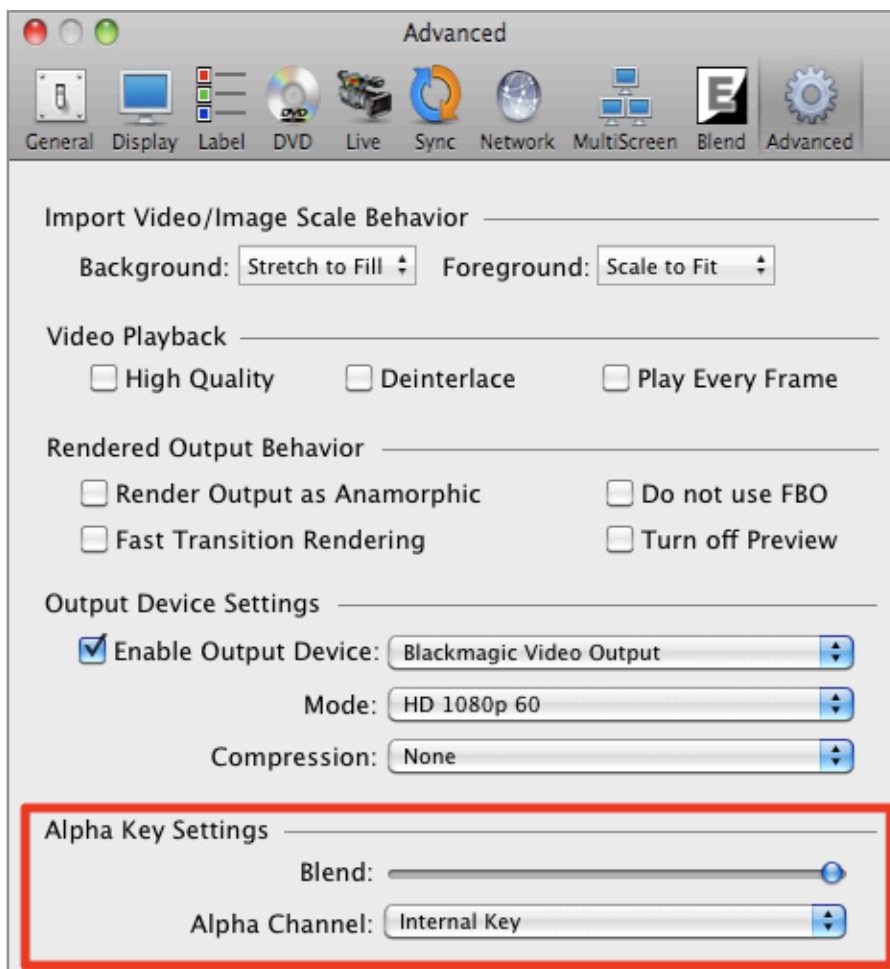 Advanced
General Display Label DVD Live Sync Network MultiScreen Blend Advanced
Import Video/Image Scale Behavior
Background: Stretch to Fill Foreground: Scale to Fit
Video Playback
High Quality Deinterlace Play Every Frame
Rendered Output Behavior
Render Output as Anamorphic Do not use FBO
Fast Transition Rendering Turn off Preview
Output Device Settings
Enable Output Device: Blackmagic Video Output
Mode: HD 1080p 60
Compression: None
Alpha Key Settings
Blend:
Alpha Channel: Internal Key